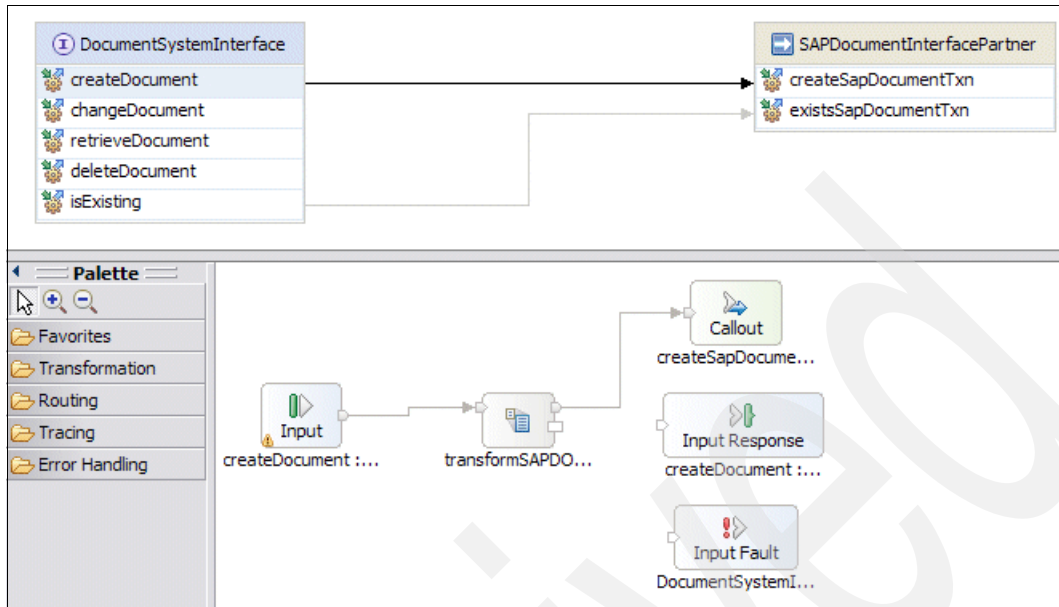 DocumentSystemInterface
createDocument
changeDocument
retrieveDocument
deleteDocument
isExisting
SAPDocumentInterfacePartner
createSapDocumentTxn
existsSapDocumentTxn
Palette
Favorites
Transformation
Routing
Tracing
Error Handling
Input
createDocument :...
transformSAPDO...
Callout
createSapDocume...
Input Response
createDocument :...
Input Fault
DocumentSystemI...